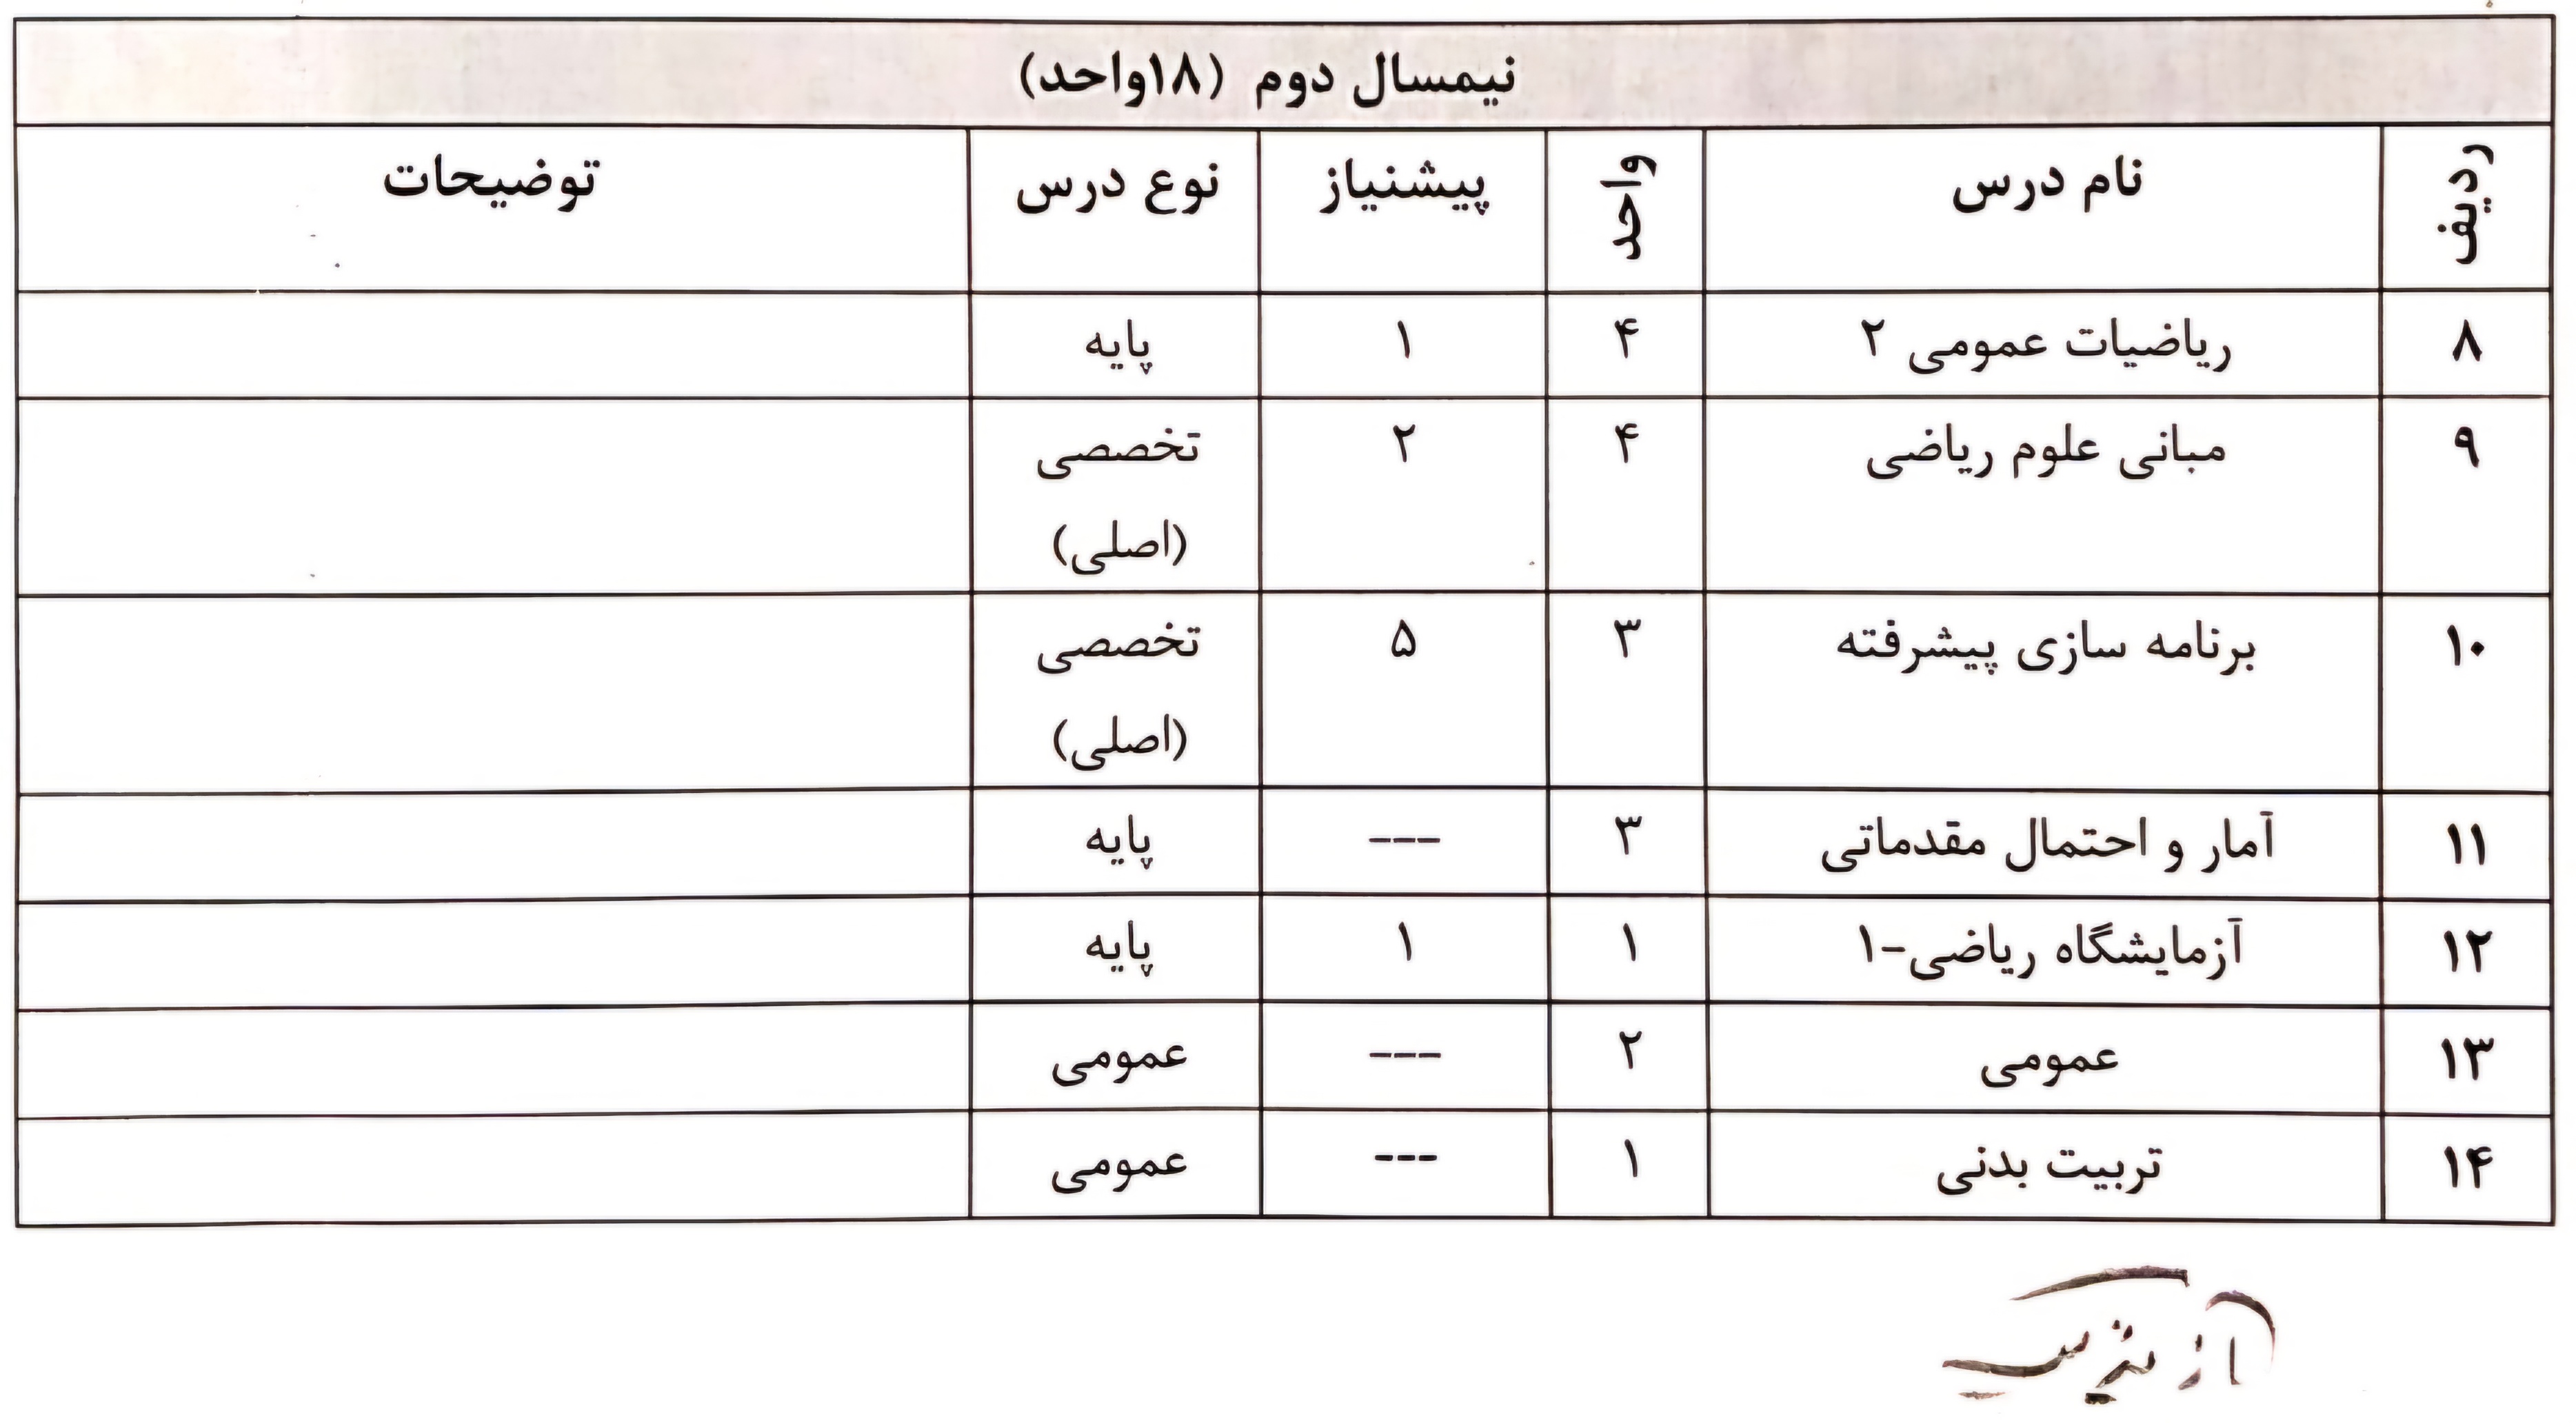 نیمسال دوم (۱۸واحد)
ردیف نام درس واحد پیشنیاز نوع درس توضیحات
۸ ریاضیات عمومی ۲ ۴ ۱ پایه
۹ مبانی علوم ریاضی ۴ ۲ تخصصی
(اصلی)
۱۰ برنامه سازی پیشرفته ۳ ۵ تخصصی
(اصلی)
۱۱ آمار و احتمال مقدماتی ۳ --- پایه
۱۲ آزمایشگاه ریاضی-۱ ۱ ۱ پایه
۱۳ عمومی ۲ --- عمومی
۱۴ تربیت بدنی ۱ --- عمومی